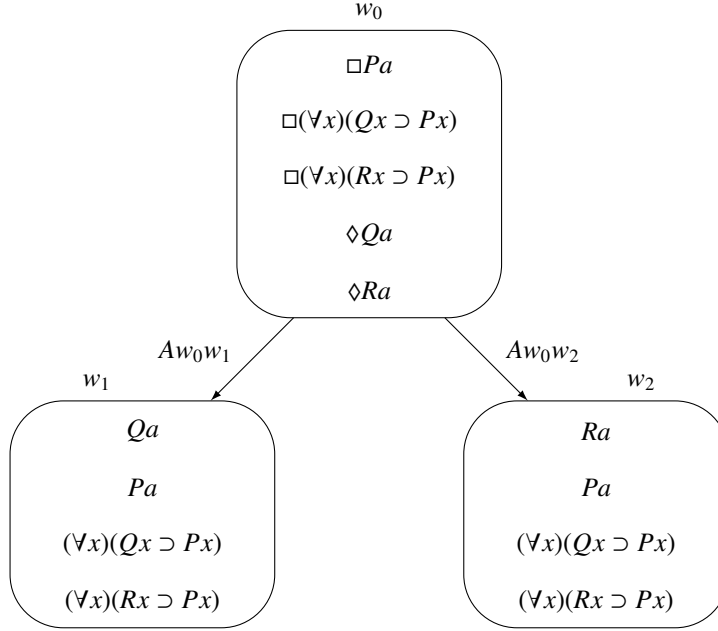 w₀
□Pa
□(∀x)(Qx ⊃ Px)
□(∀x)(Rx ⊃ Px)
◊Qa
◊Ra
Aw₀w₁ Aw₀w₂
w₁ w₂
Qa Ra
Pa Pa
(∀x)(Qx ⊃ Px) (∀x)(Qx ⊃ Px)
(∀x)(Rx ⊃ Px) (∀x)(Rx ⊃ Px)